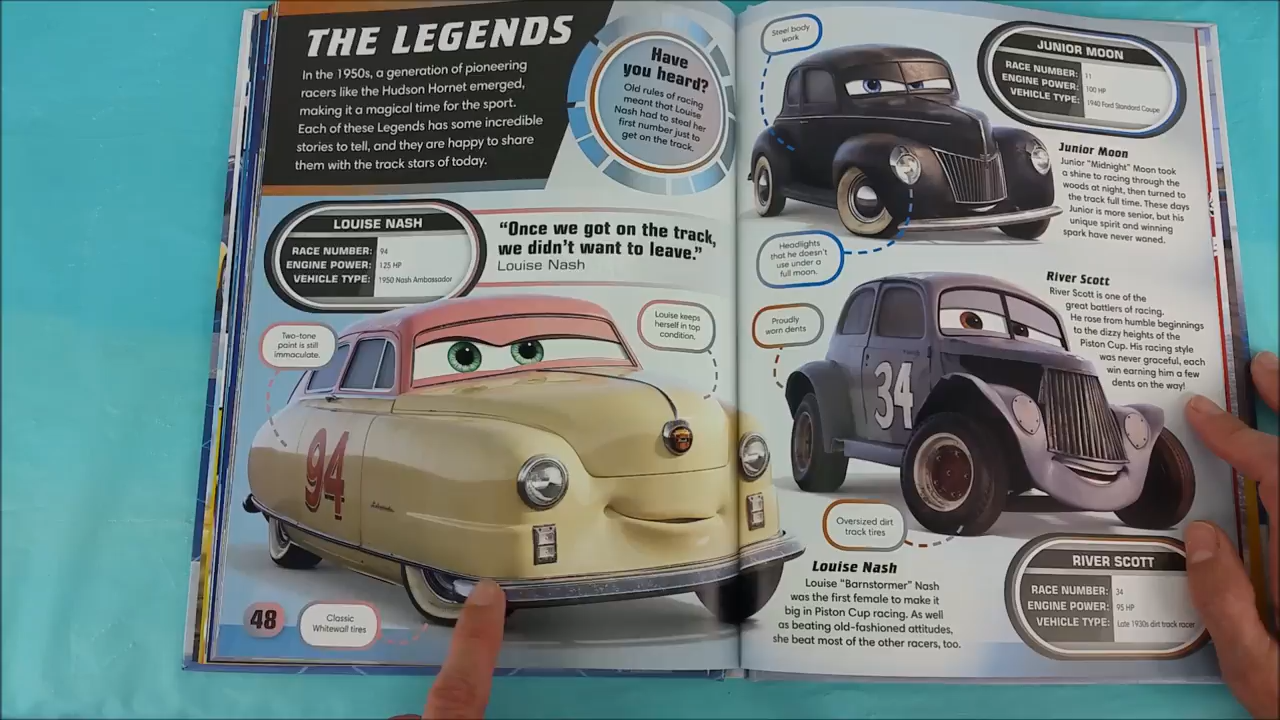 THE LEGENDS
In the 1950s, a generation of pioneering
racers like the Hudson Hornet emerged,
making it a magical time for the sport.
Each of these Legends has some incredible
stories to tell, and they are happy to share
them with the track stars of today.
Have
you heard?
Old rules of racing
meant that Louise
Nash had to steal her
first number just to
get on the track.
LOUISE NASH
RACE NUMBER: 94
ENGINE POWER: 125 HP
VEHICLE TYPE: 1950 Nash Ambassador
"Once we got on the track,
we didn't want to leave."
Louise Nash
Two-tone
paint is still
immaculate.
Louise keeps
herself in top
condition.
94
Classic
Whitewall tires
48
Steel body
work
JUNIOR MOON
RACE NUMBER: 11
ENGINE POWER: 100 HP
VEHICLE TYPE: 1940 Ford Standard Coupe
Junior Moon
Junior "Midnight" Moon took
a shine to racing through the
woods at night, then turned to
the track full time. These days
Junior is more senior, but his
unique spirit and winning
spark have never waned.
Headlights
that he doesn't
use under a
full moon.
River Scott
River Scott is one of the
great battlers of racing.
He rose from humble beginnings
to the dizzy heights of the
Piston Cup. His racing style
was never graceful, each
win earning him a few
dents on the way!
Proudly
worn dents
34
Oversized dirt
track tires
Louise Nash
Louise "Barnstormer" Nash
was the first female to make it
big in Piston Cup racing. As well
as beating old-fashioned attitudes,
she beat most of the other racers, too.
RIVER SCOTT
RACE NUMBER: 34
ENGINE POWER: 95 HP
VEHICLE TYPE: Late 1930s dirt track racer